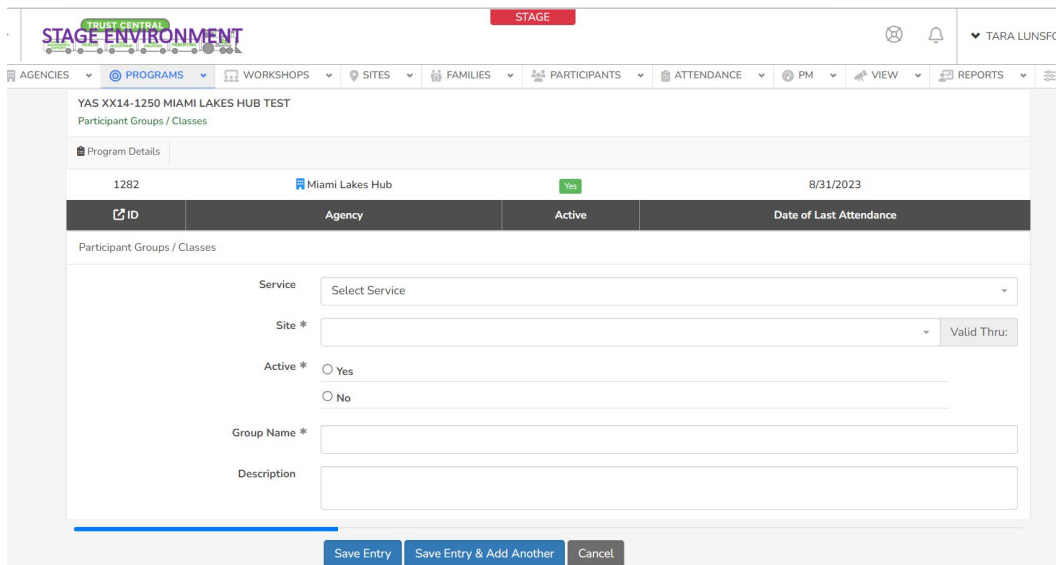 STAGE
TRUST CENTRAL
STAGE ENVIRONMENT
TARA LUNSFO
AGENCIES PROGRAMS WORKSHOPS SITES FAMILIES PARTICIPANTS ATTENDANCE PM VIEW REPORTS
YAS XX14-1250 MIAMI LAKES HUB TEST
Participant Groups / Classes
Program Details
1282 Miami Lakes Hub Yes 8/31/2023
ID Agency Active Date of Last Attendance
Participant Groups / Classes
Service Select Service
Site * Valid Thru:
Active * Yes
No
Group Name *
Description
Save Entry Save Entry & Add Another Cancel